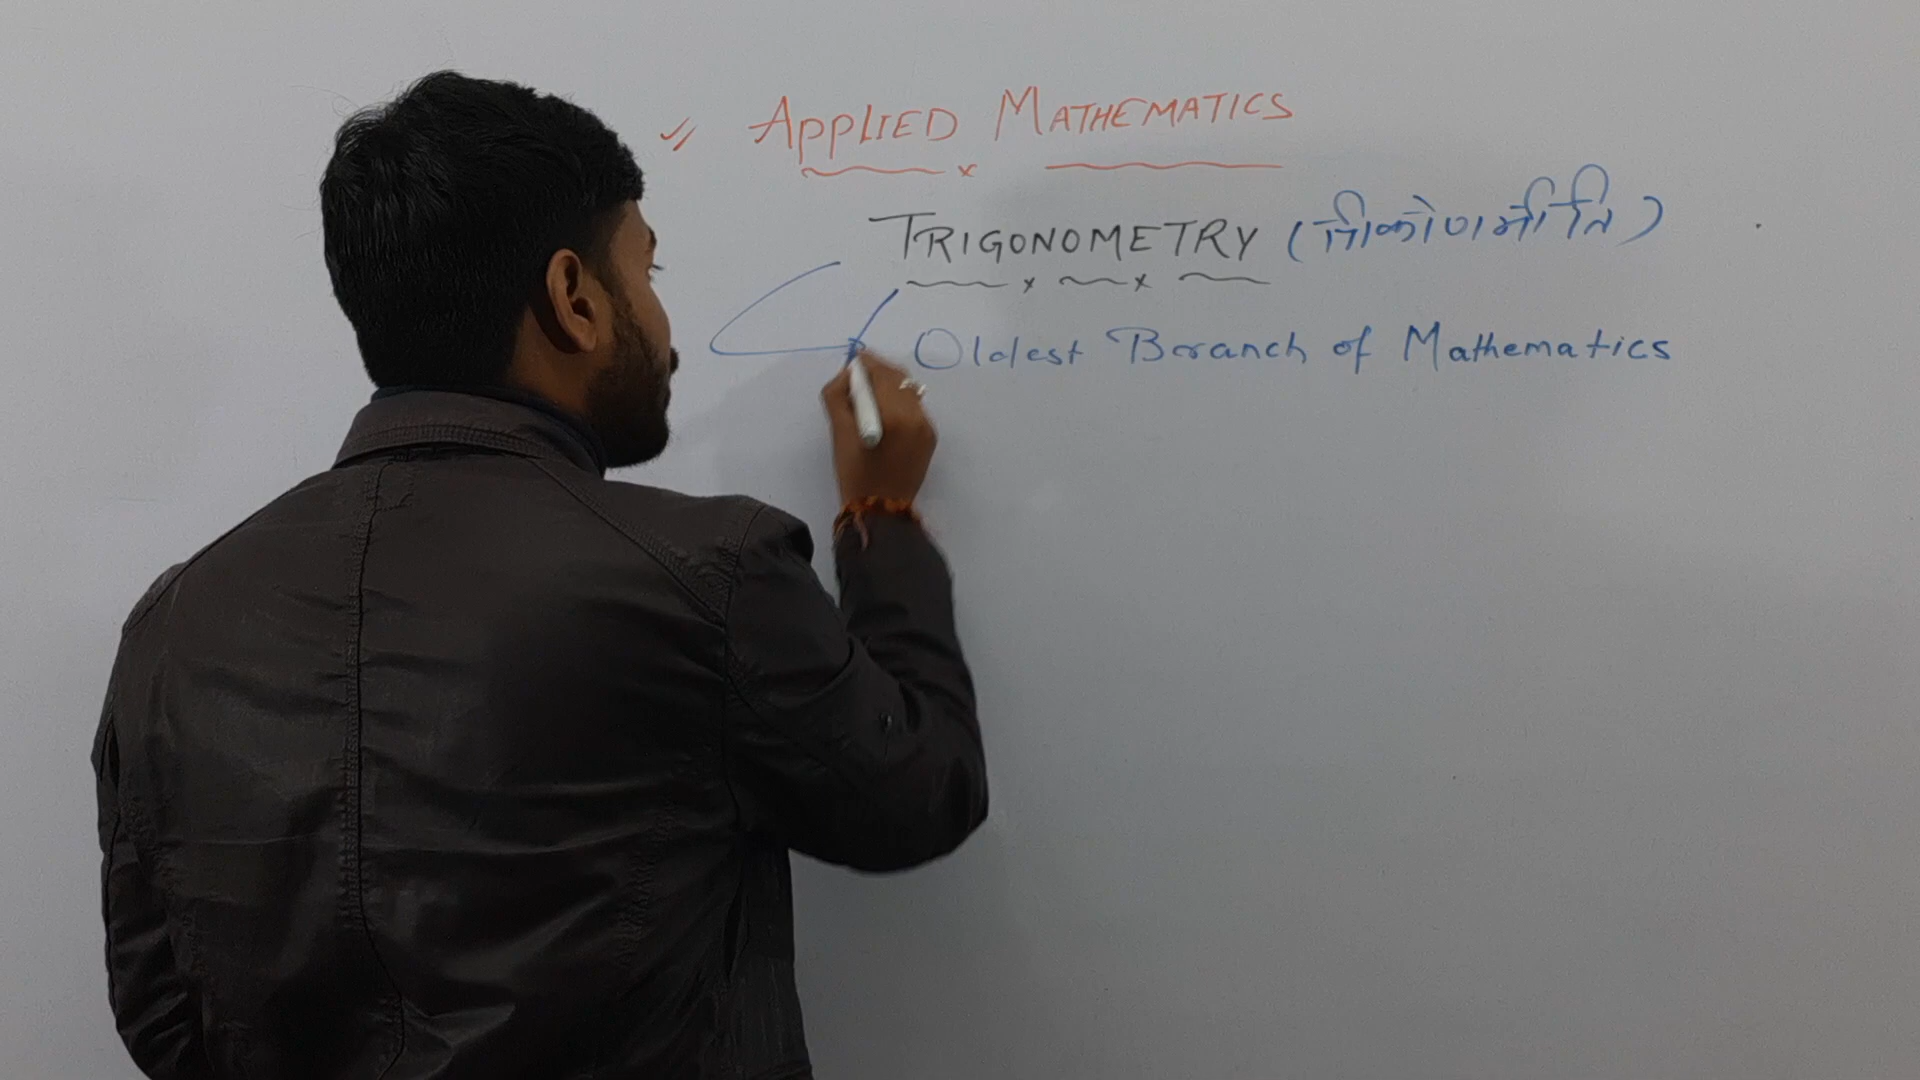 APPLIED MATHEMATICS
TRIGONOMETRY (त्रिकोणमीति)
Oldest Branch of Mathematics